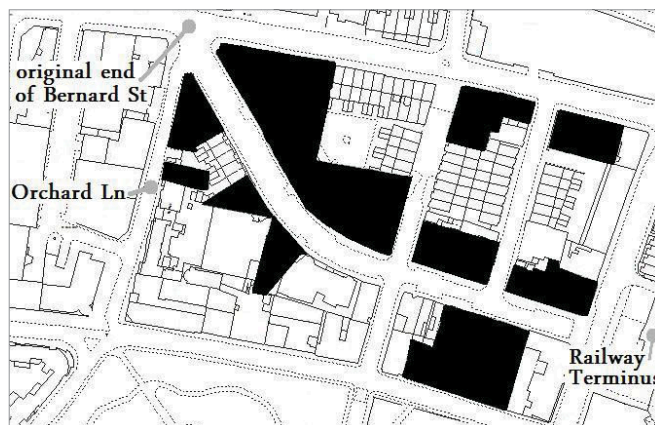 original end
of Bernard St
Orchard Ln
Railway
Terminus